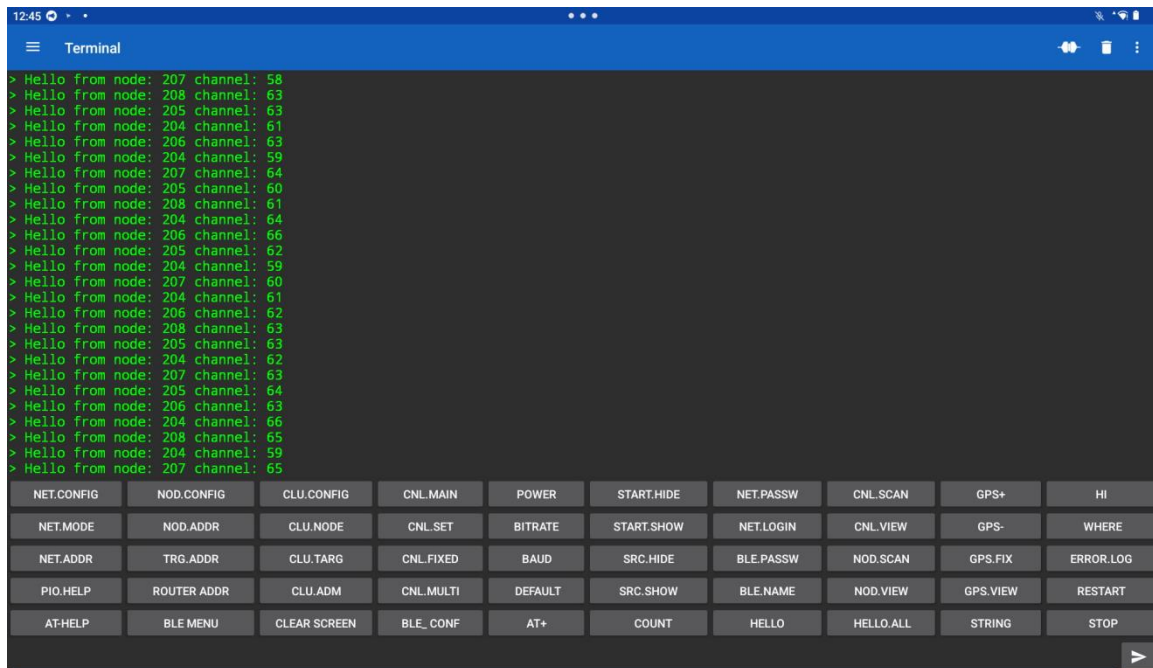 12:45
Terminal
> Hello from node: 207 channel: 58
> Hello from node: 208 channel: 63
> Hello from node: 205 channel: 63
> Hello from node: 204 channel: 61
> Hello from node: 206 channel: 63
> Hello from node: 204 channel: 59
> Hello from node: 207 channel: 64
> Hello from node: 205 channel: 60
> Hello from node: 208 channel: 61
> Hello from node: 204 channel: 64
> Hello from node: 206 channel: 66
> Hello from node: 205 channel: 62
> Hello from node: 204 channel: 59
> Hello from node: 207 channel: 60
> Hello from node: 204 channel: 61
> Hello from node: 206 channel: 62
> Hello from node: 208 channel: 63
> Hello from node: 205 channel: 63
> Hello from node: 204 channel: 62
> Hello from node: 207 channel: 63
> Hello from node: 205 channel: 64
> Hello from node: 206 channel: 63
> Hello from node: 204 channel: 66
> Hello from node: 208 channel: 65
> Hello from node: 204 channel: 59
> Hello from node: 207 channel: 65
NET.CONFIG NOD.CONFIG CLU.CONFIG CNL.MAIN POWER START.HIDE NET.PASSW CNL.SCAN GPS+ HI
NET.MODE NOD.ADDR CLU.NODE CNL.SET BITRATE START.SHOW NET.LOGIN CNL.VIEW GPS- WHERE
NET.ADDR TRG.ADDR CLU.TARG CNL.FIXED BAUD SRC.HIDE BLE.PASSW NOD.SCAN GPS.FIX ERROR.LOG
PIO.HELP ROUTER ADDR CLU.ADM CNL.MULTI DEFAULT SRC.SHOW BLE.NAME NOD.VIEW GPS.VIEW RESTART
AT-HELP BLE MENU CLEAR SCREEN BLE_ CONF AT+ COUNT HELLO HELLO.ALL STRING STOP